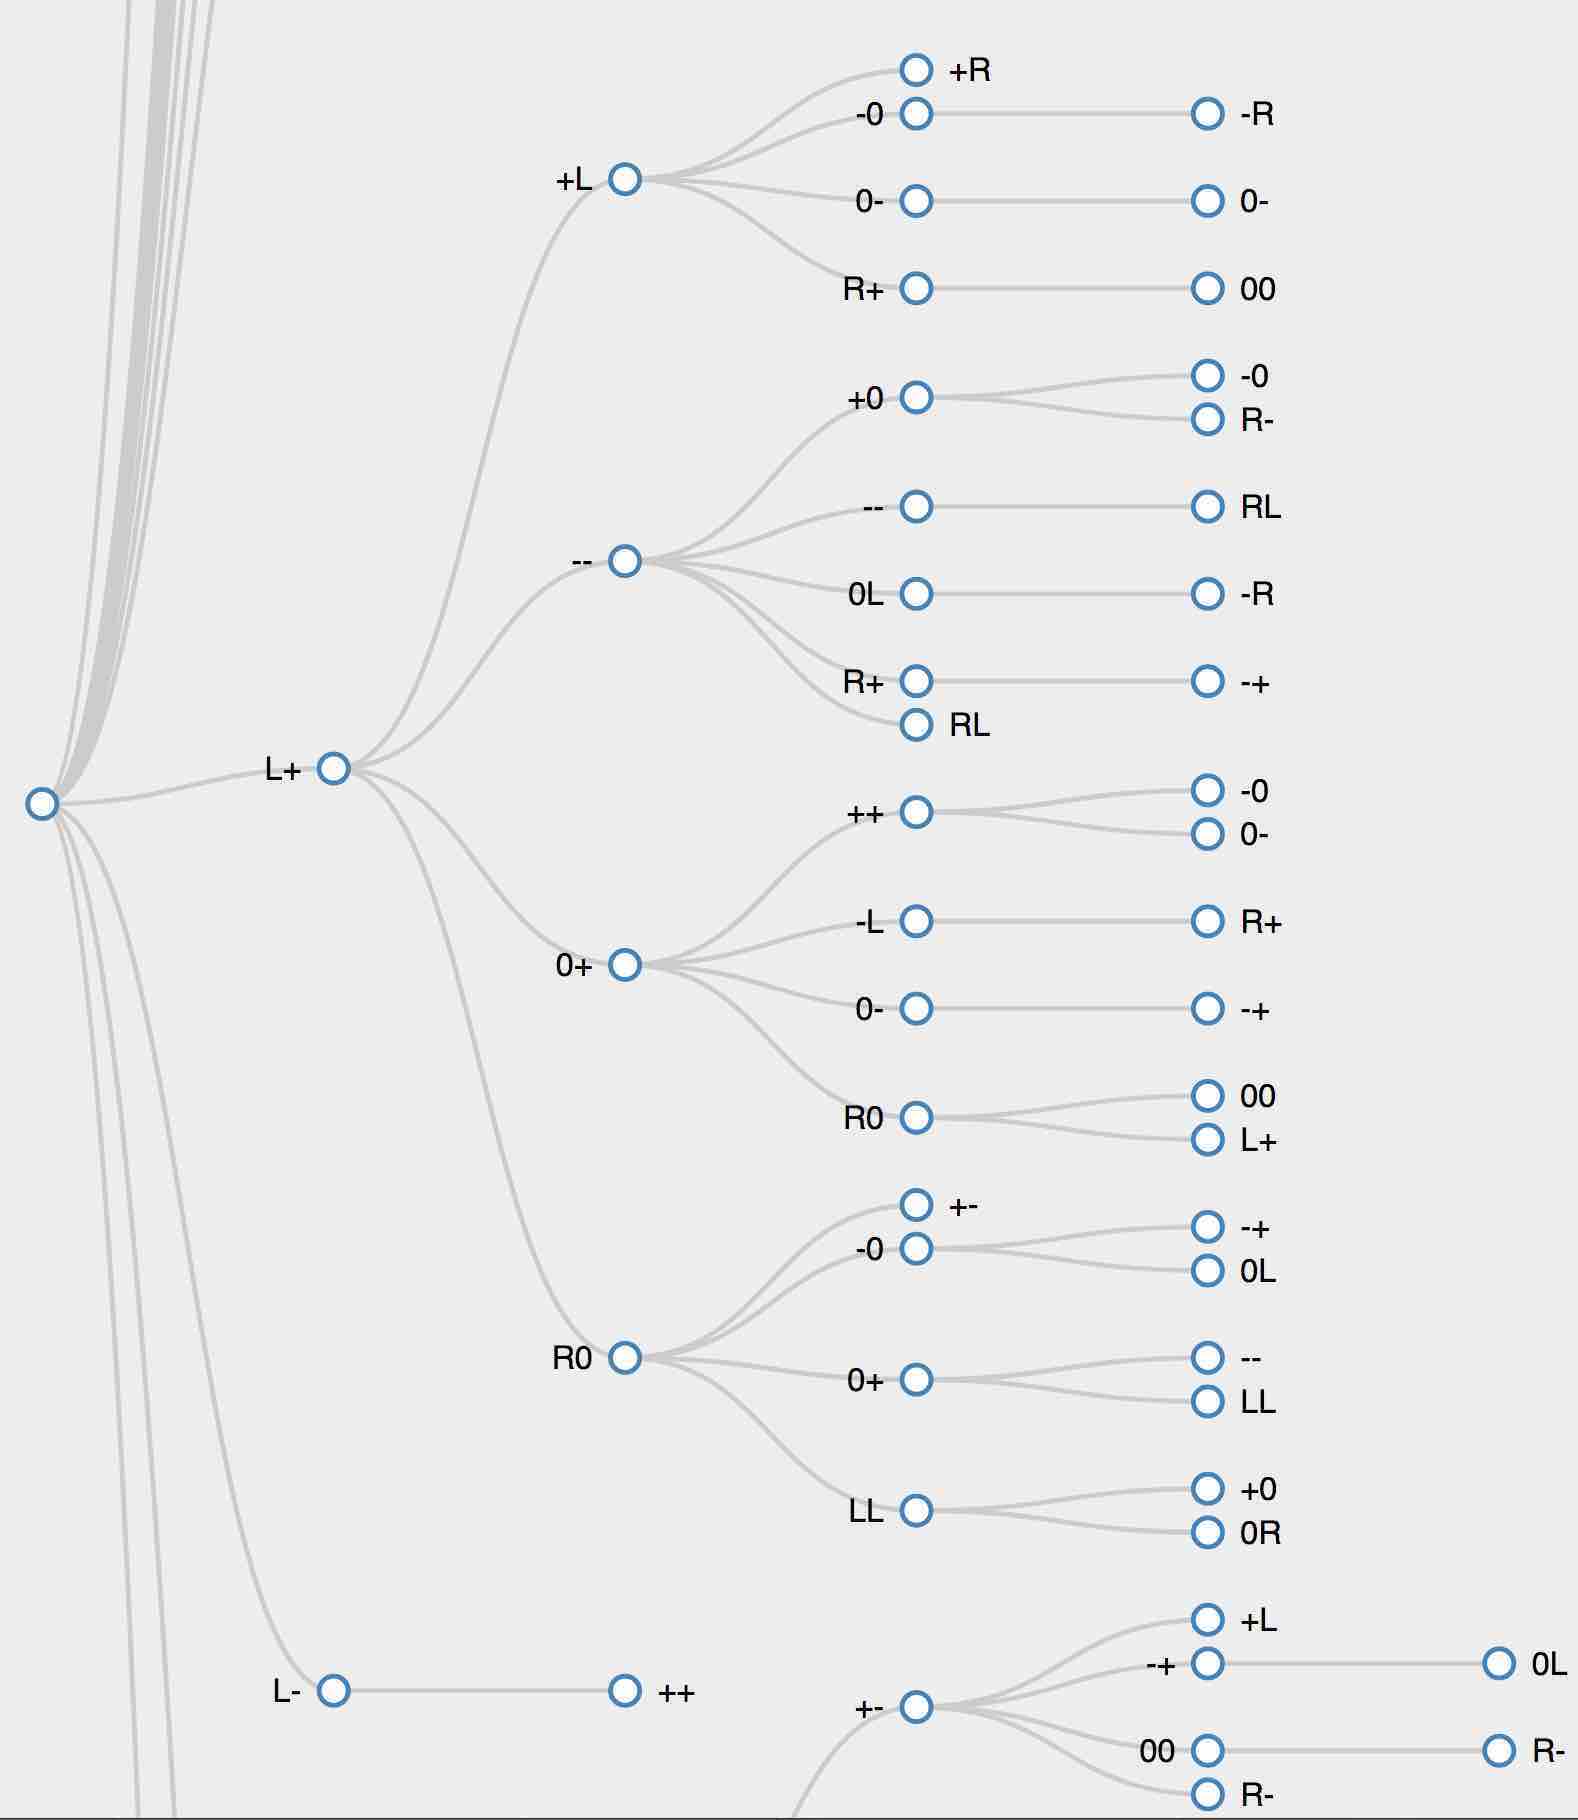 +R
-0 -R
+L
0- 0-
R+ 00
-0
+0
R-
-- RL
--
0L -R
R+ -+
RL
L+
-0
++
0-
-L R+
0+
0- -+
00
R0
L+
+-
-+
-0
0L
R0
--
0+
LL
+0
LL
0R
+L
-+ 0L
L- ++
+-
00 R-
R-